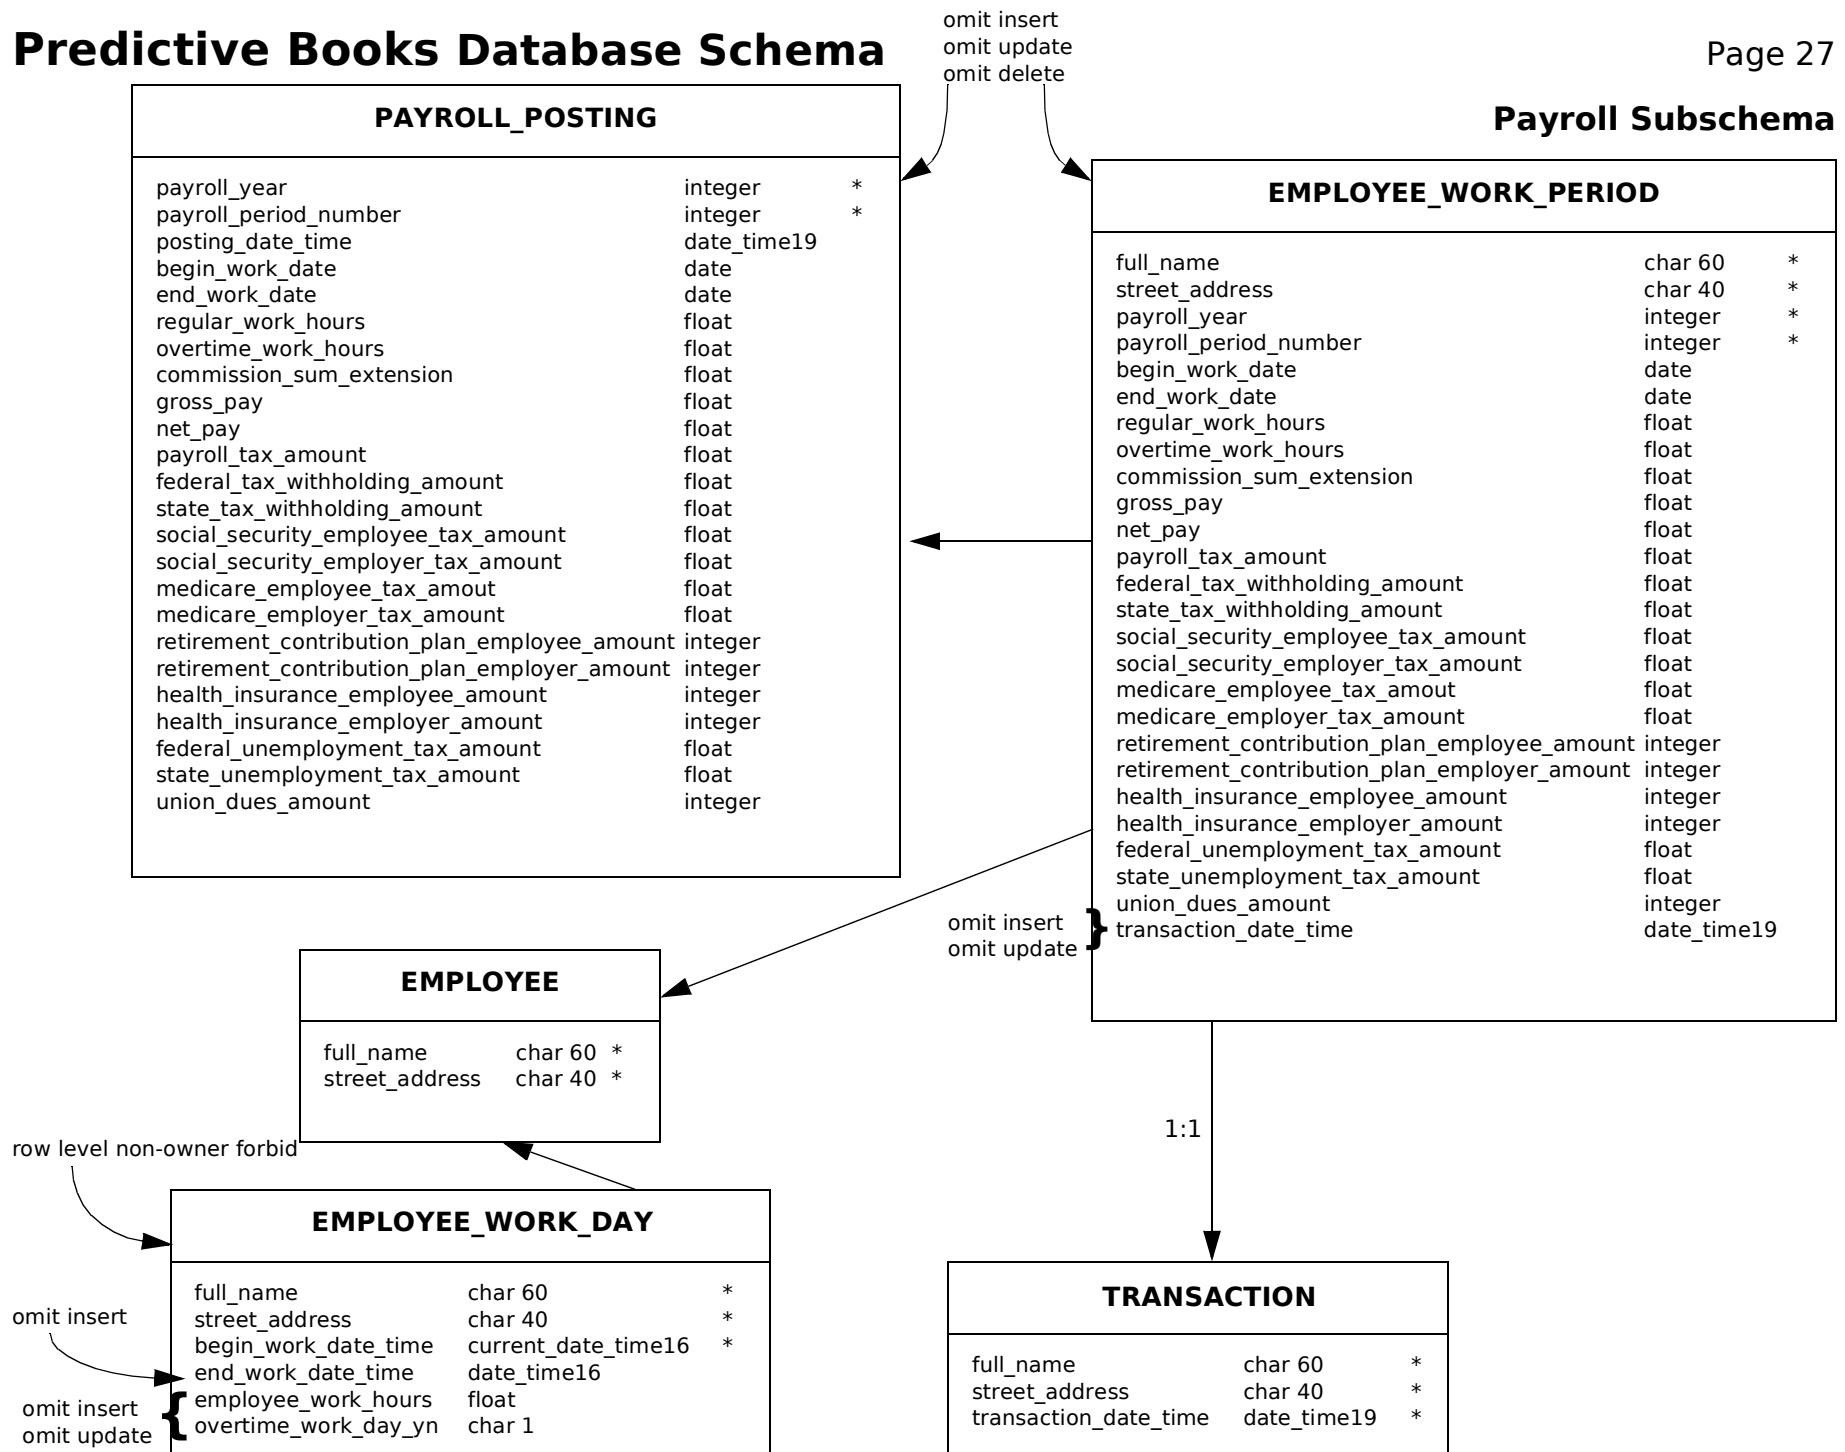 Predictive Books Database Schema
omit insert
omit update
omit delete
Page 27
Payroll Subschema
PAYROLL_POSTING
payroll_year integer *
payroll_period_number integer *
posting_date_time date_time19
begin_work_date date
end_work_date date
regular_work_hours float
overtime_work_hours float
commission_sum_extension float
gross_pay float
net_pay float
payroll_tax_amount float
federal_tax_withholding_amount float
state_tax_withholding_amount float
social_security_employee_tax_amount float
social_security_employer_tax_amount float
medicare_employee_tax_amout float
medicare_employer_tax_amount float
retirement_contribution_plan_employee_amount integer
retirement_contribution_plan_employer_amount integer
health_insurance_employee_amount integer
health_insurance_employer_amount integer
federal_unemployment_tax_amount float
state_unemployment_tax_amount float
union_dues_amount integer
EMPLOYEE_WORK_PERIOD
full_name char 60 *
street_address char 40 *
payroll_year integer *
payroll_period_number integer *
begin_work_date date
end_work_date date
regular_work_hours float
overtime_work_hours float
commission_sum_extension float
gross_pay float
net_pay float
payroll_tax_amount float
federal_tax_withholding_amount float
state_tax_withholding_amount float
social_security_employee_tax_amount float
social_security_employer_tax_amount float
medicare_employee_tax_amout float
medicare_employer_tax_amount float
retirement_contribution_plan_employee_amount integer
retirement_contribution_plan_employer_amount integer
health_insurance_employee_amount integer
health_insurance_employer_amount integer
federal_unemployment_tax_amount float
state_unemployment_tax_amount float
union_dues_amount integer
transaction_date_time date_time19
omit insert
omit update }
EMPLOYEE
full_name char 60 *
street_address char 40 *
1:1
row level non-owner forbid
EMPLOYEE_WORK_DAY
full_name char 60 *
street_address char 40 *
begin_work_date_time current_date_time16 *
end_work_date_time date_time16
employee_work_hours float
overtime_work_day_yn char 1
omit insert
omit insert
omit update {
TRANSACTION
full_name char 60 *
street_address char 40 *
transaction_date_time date_time19 *